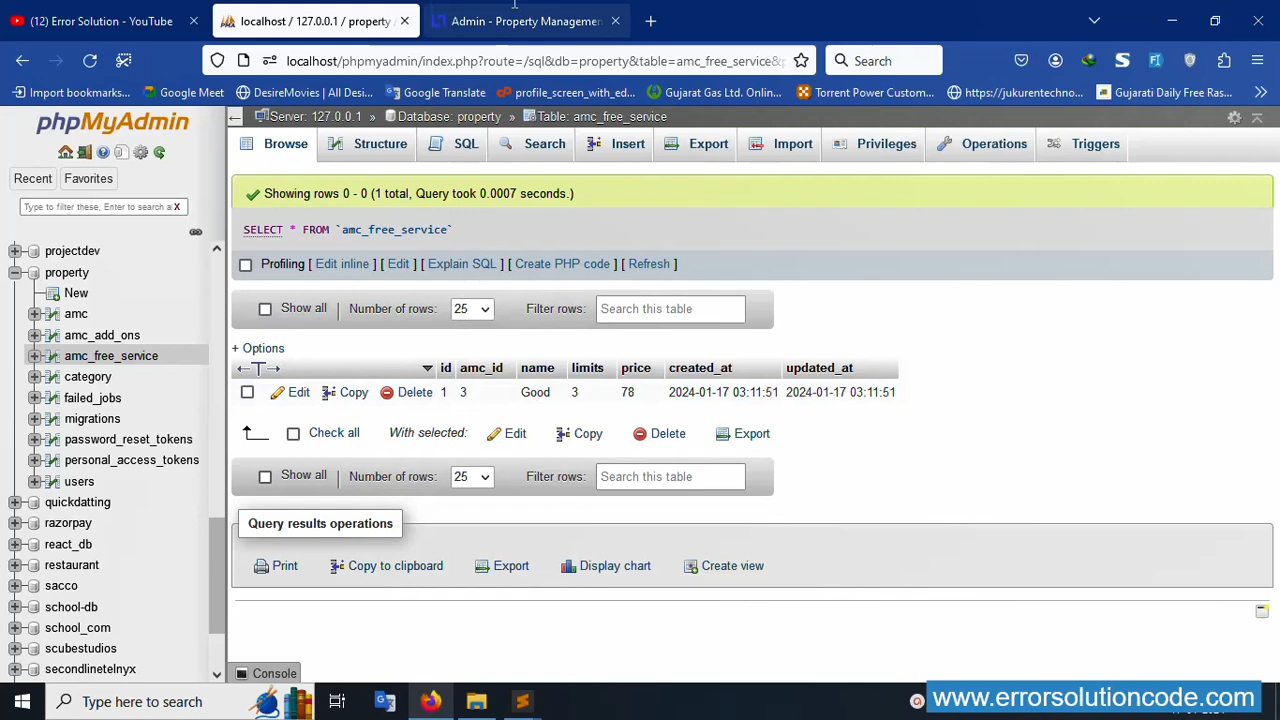 (12) Error Solution - YouTube
localhost / 127.0.0.1 / property /
Admin - Property Managemen
localhost/phpmyadmin/index.php?route=/sql&db=property&table=amc_free_service&p
Search
Import bookmarks...
Google Meet
DesireMovies | All Desi...
Google Translate
profile_screen_with_ed...
Gujarat Gas Ltd. Onlin...
Torrent Power Custom...
https://jukurentechno...
Gujarati Daily Free Ras...
phpMyAdmin
Recent Favorites
Type to filter these, Enter to search al X
projectdev
property
New
amc
amc_add_ons
amc_free_service
category
failed_jobs
migrations
password_reset_tokens
personal_access_tokens
users
quickdatting
razorpay
react_db
restaurant
sacco
school-db
school_com
scubestudios
secondlinetelnyx
Server: 127.0.0.1 » Database: property » Table: amc_free_service
Browse Structure SQL Search Insert Export Import Privileges Operations Triggers
Showing rows 0 - 0 (1 total, Query took 0.0007 seconds.)
SELECT * FROM `amc_free_service`
Profiling [ Edit inline ] [ Edit ] [ Explain SQL ] [ Create PHP code ] [ Refresh ]
Show all | Number of rows: 25 Filter rows: Search this table
+ Options
id amc_id name limits price created_at updated_at
Edit Copy Delete 1 3 Good 3 78 2024-01-17 03:11:51 2024-01-17 03:11:51
Check all With selected: Edit Copy Delete Export
Show all | Number of rows: 25 Filter rows: Search this table
Query results operations
Print Copy to clipboard Export Display chart Create view
Console
Type here to search
www.errorsolutioncode.com